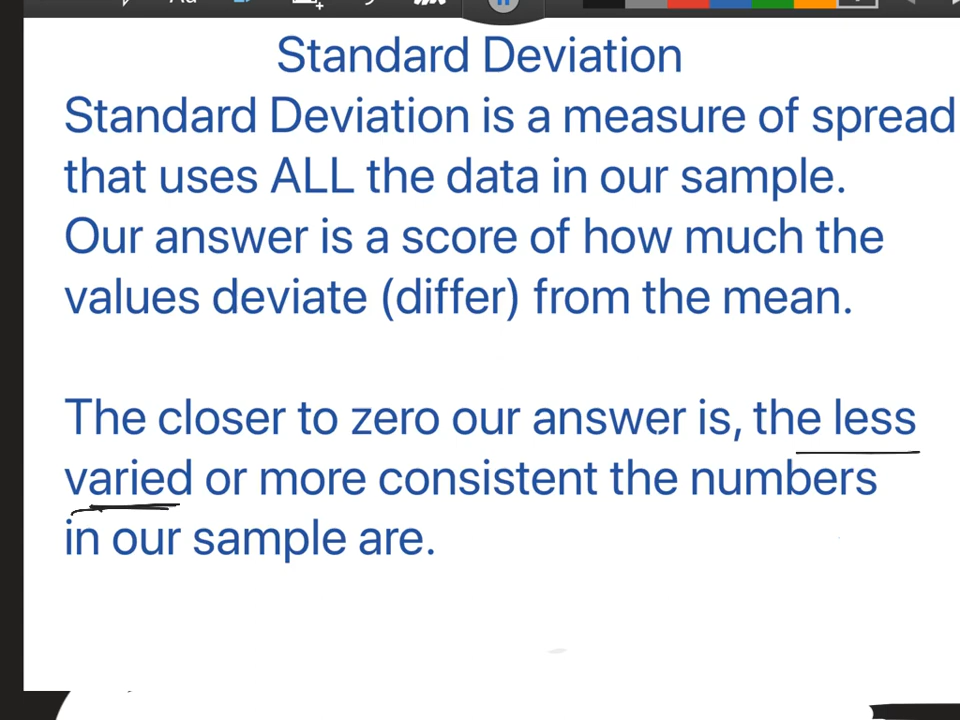 Standard Deviation
Standard Deviation is a measure of spread
that uses ALL the data in our sample.
Our answer is a score of how much the
values deviate (differ) from the mean.
The closer to zero our answer is, the less
varied or more consistent the numbers
in our sample are.